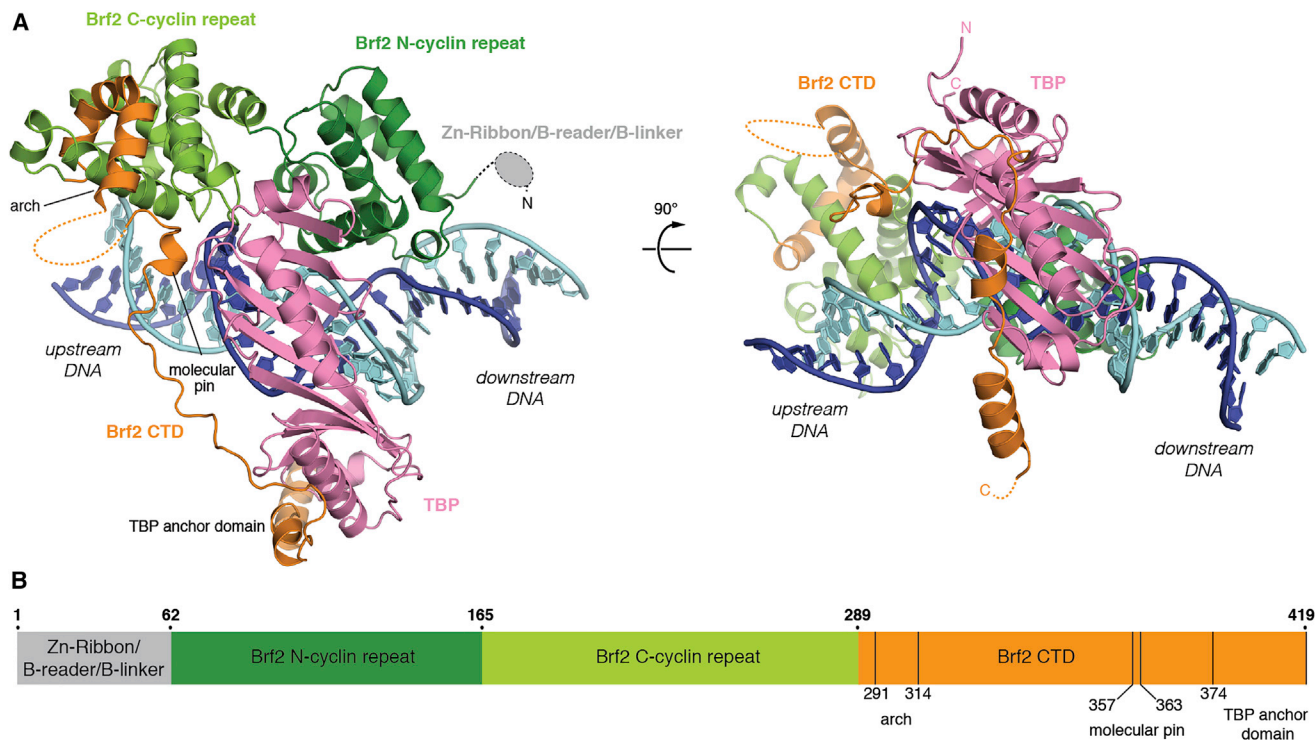 A
Brf2 C-cyclin repeat
Brf2 N-cyclin repeat
Zn-Ribbon/B-reader/B-linker
N
arch
upstream
DNA
molecular
pin
downstream
DNA
Brf2 CTD
TBP
TBP anchor domain
90°
N
Brf2 CTD
C
TBP
upstream
DNA
downstream
DNA
C
B
1 62 165 289 419
Zn-Ribbon/
B-reader/B-linker
Brf2 N-cyclin repeat
Brf2 C-cyclin repeat
Brf2 CTD
291 314 357 363 374
arch
molecular pin
TBP anchor
domain